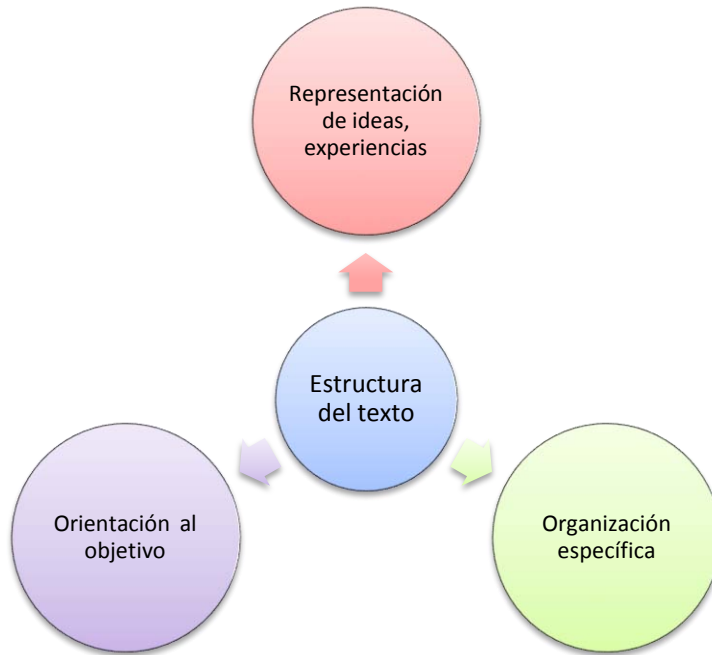 Representación
de ideas,
experiencias
Estructura
del texto
Orientación al
objetivo
Organización
específica